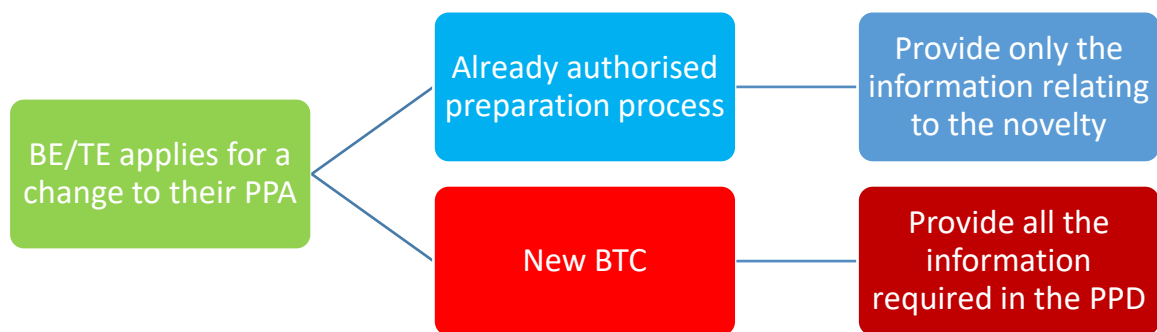 BE/TE applies for a
change to their PPA
Already authorised
preparation process
Provide only the
information relating
to the novelty
New BTC
Provide all the
information
required in the PPD